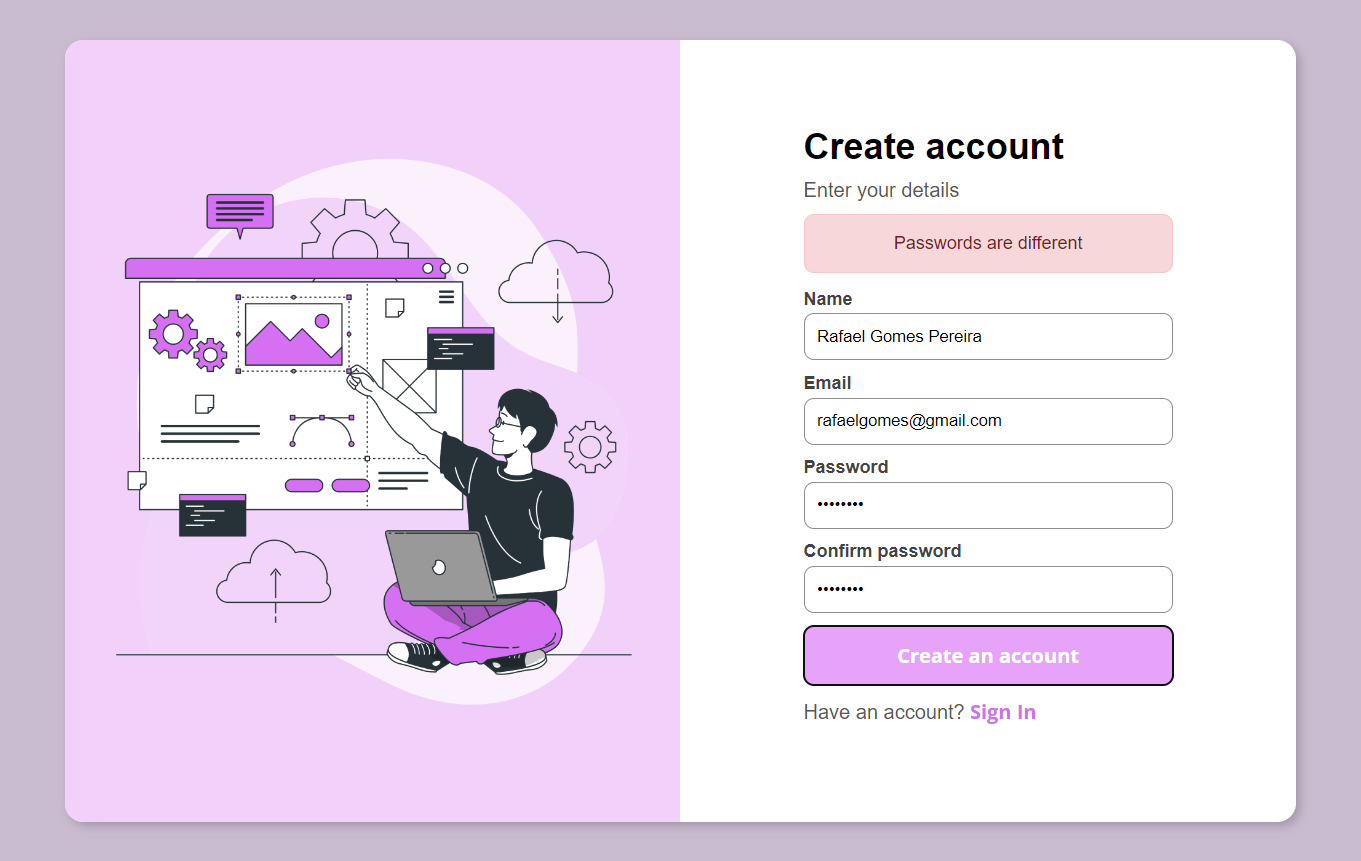 Create account
Enter your details
Passwords are different
Name
Rafael Gomes Pereira
Email
rafaelgomes@gmail.com
Password
••••••••
Confirm password
••••••••
Create an account
Have an account? Sign In